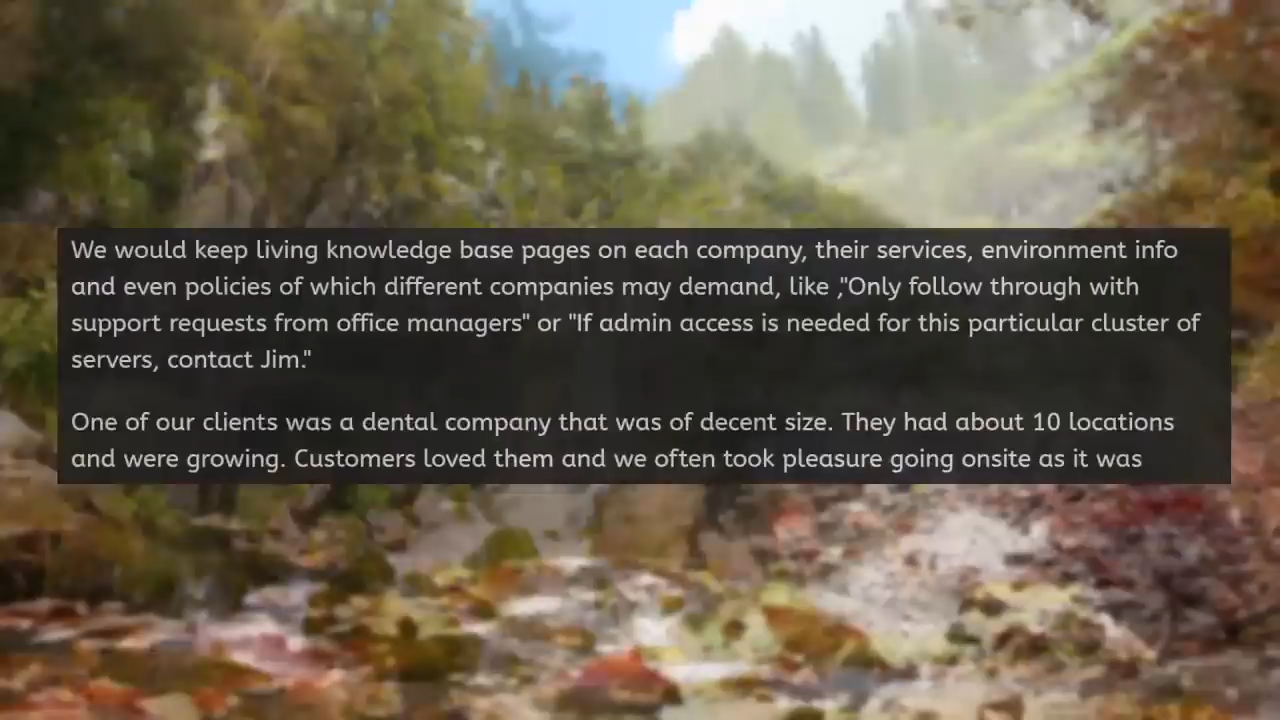 We would keep living knowledge base pages on each company, their services, environment info
and even policies of which different companies may demand, like ,"Only follow through with
support requests from office managers" or "If admin access is needed for this particular cluster of
servers, contact Jim."
One of our clients was a dental company that was of decent size. They had about 10 locations
and were growing. Customers loved them and we often took pleasure going onsite as it was